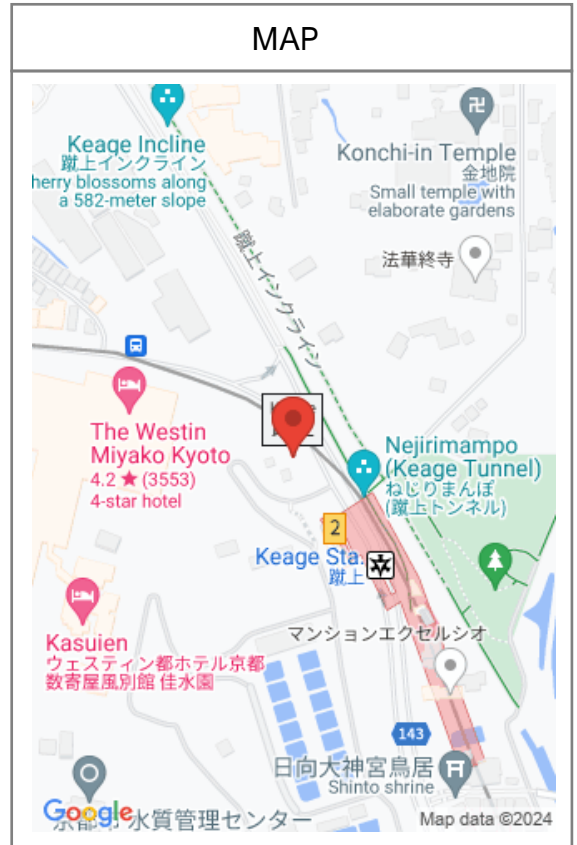 MAP
Keage Incline
蹴上インクライン
herry blossoms along
a 582-meter slope
Konchi-in Temple
金地院
Small temple with
elaborate gardens
蹴上インクライン
法華終寺
The Westin
Miyako Kyoto
4.2 ★ (3553)
4-star hotel
Nejirimampo
(Keage Tunnel)
ねじりまんぽ
(蹴上トンネル)
2
Keage Sta.
蹴上
マンションエクセルシオ
Kasuien
ウェスティン都ホテル京都
数寄屋風別館 佳水園
143
日向大神宮鳥居
Shinto shrine
Google
京都市 水質管理センター
Map data ©2024